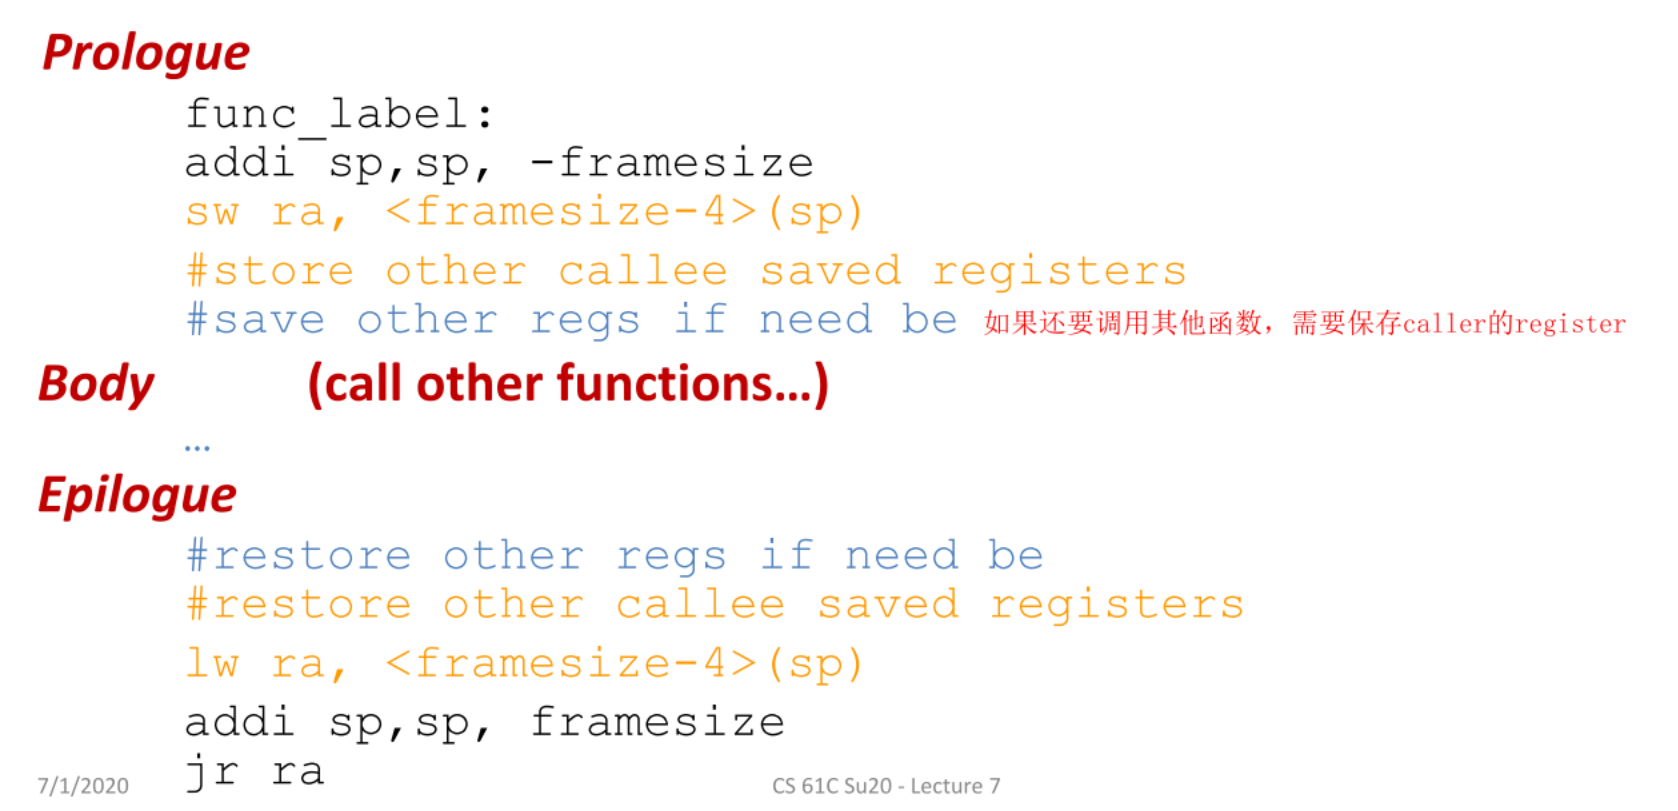 Prologue
func_label:
addi sp,sp, -framesize
sw ra, <framesize-4>(sp)
#store other callee saved registers
#save other regs if need be 如果还要调用其他函数，需要保存caller的register
Body (call other functions…)
…
Epilogue
#restore other regs if need be
#restore other callee saved registers
lw ra, <framesize-4>(sp)
addi sp,sp, framesize
jr ra
7/1/2020 CS 61C Su20 - Lecture 7